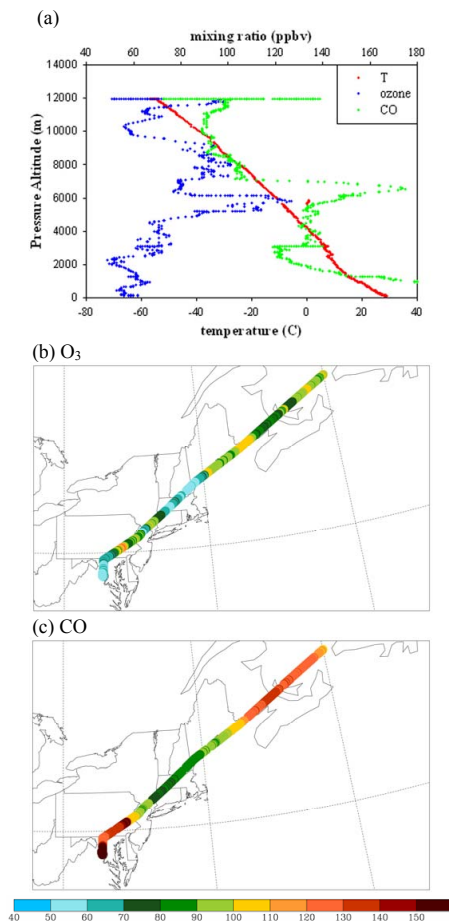 (a)
mixing ratio (ppbv)
40 60 80 100 120 140 160 180
14000
12000
10000
8000
6000
4000
2000
0
Pressure Altitude (m)
T
ozone
CO
-80 -60 -40 -20 0 20 40
temperature (C)
(b) O₃
(c) CO
40 50 60 70 80 90 100 110 120 130 140 150